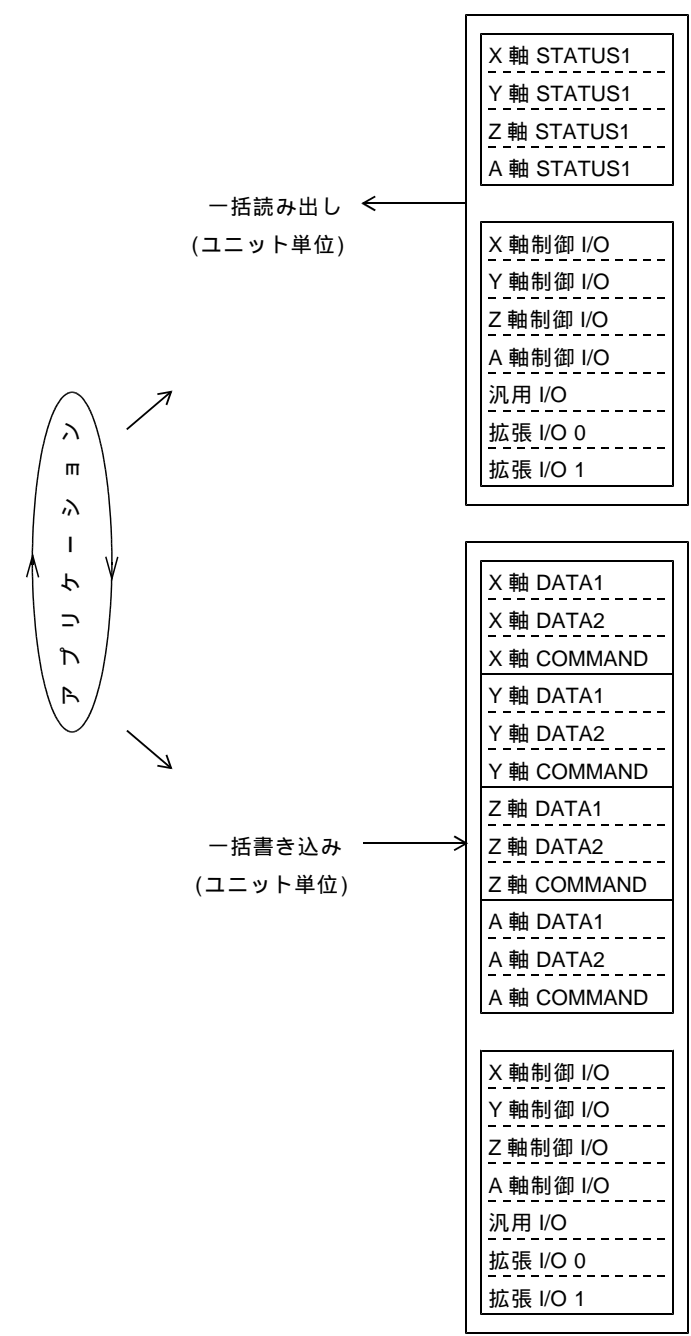 X 軸 STATUS1
Y 軸 STATUS1
Z 軸 STATUS1
A 軸 STATUS1
一括読み出し
(ユニット単位)
X 軸制御 I/O
Y 軸制御 I/O
Z 軸制御 I/O
A 軸制御 I/O
汎用 I/O
拡張 I/O 0
拡張 I/O 1
アプリケーション
X 軸 DATA1
X 軸 DATA2
X 軸 COMMAND
Y 軸 DATA1
Y 軸 DATA2
Y 軸 COMMAND
Z 軸 DATA1
Z 軸 DATA2
Z 軸 COMMAND
A 軸 DATA1
A 軸 DATA2
A 軸 COMMAND
一括書き込み
(ユニット単位)
X 軸制御 I/O
Y 軸制御 I/O
Z 軸制御 I/O
A 軸制御 I/O
汎用 I/O
拡張 I/O 0
拡張 I/O 1